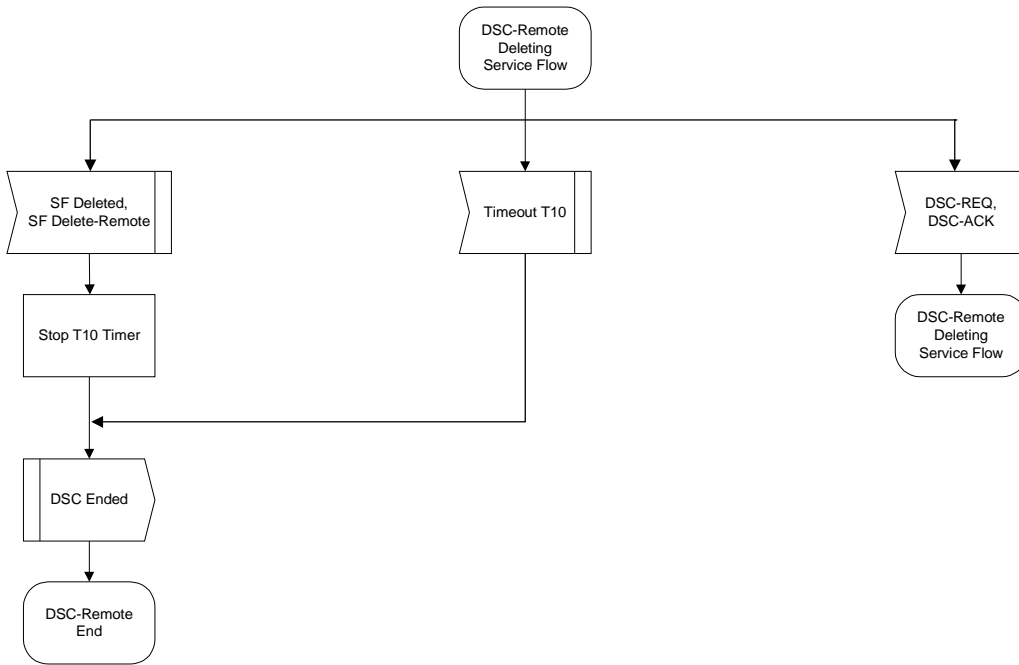 DSC-Remote
Deleting
Service Flow
SF Deleted,
SF Delete-Remote
Timeout T10
DSC-REQ,
DSC-ACK
Stop T10 Timer
DSC-Remote
Deleting
Service Flow
DSC Ended
DSC-Remote
End